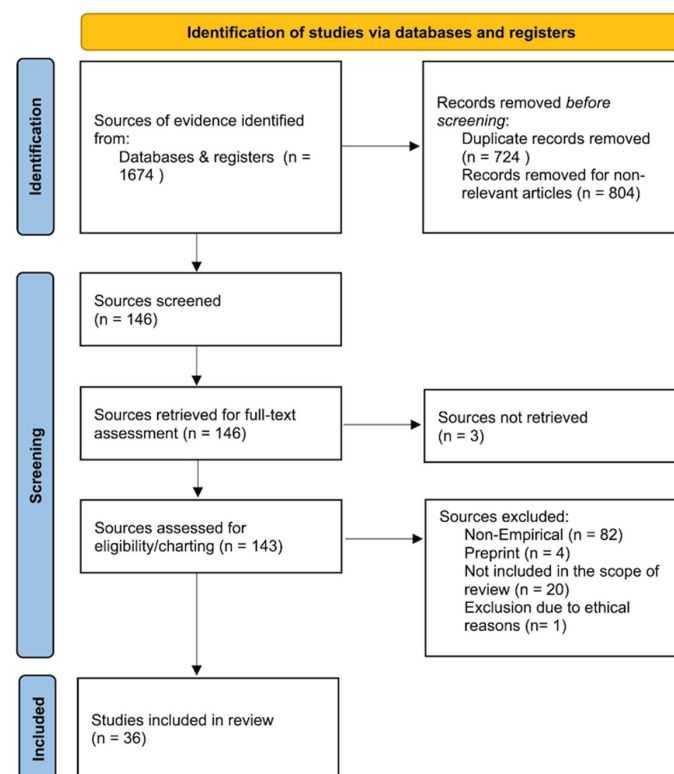 Identification of studies via databases and registers
Identification
Sources of evidence identified
from:
Databases & registers (n =
1674 )
Records removed before
screening:
Duplicate records removed
(n = 724 )
Records removed for non-
relevant articles (n = 804)
Screening
Sources screened
(n = 146)
Sources retrieved for full-text
assessment (n = 146)
Sources not retrieved
(n = 3)
Sources assessed for
eligibility/charting (n = 143)
Sources excluded:
Non-Empirical (n = 82)
Preprint (n = 4)
Not included in the scope of
review (n = 20)
Exclusion due to ethical
reasons (n= 1)
Included
Studies included in review
(n = 36)